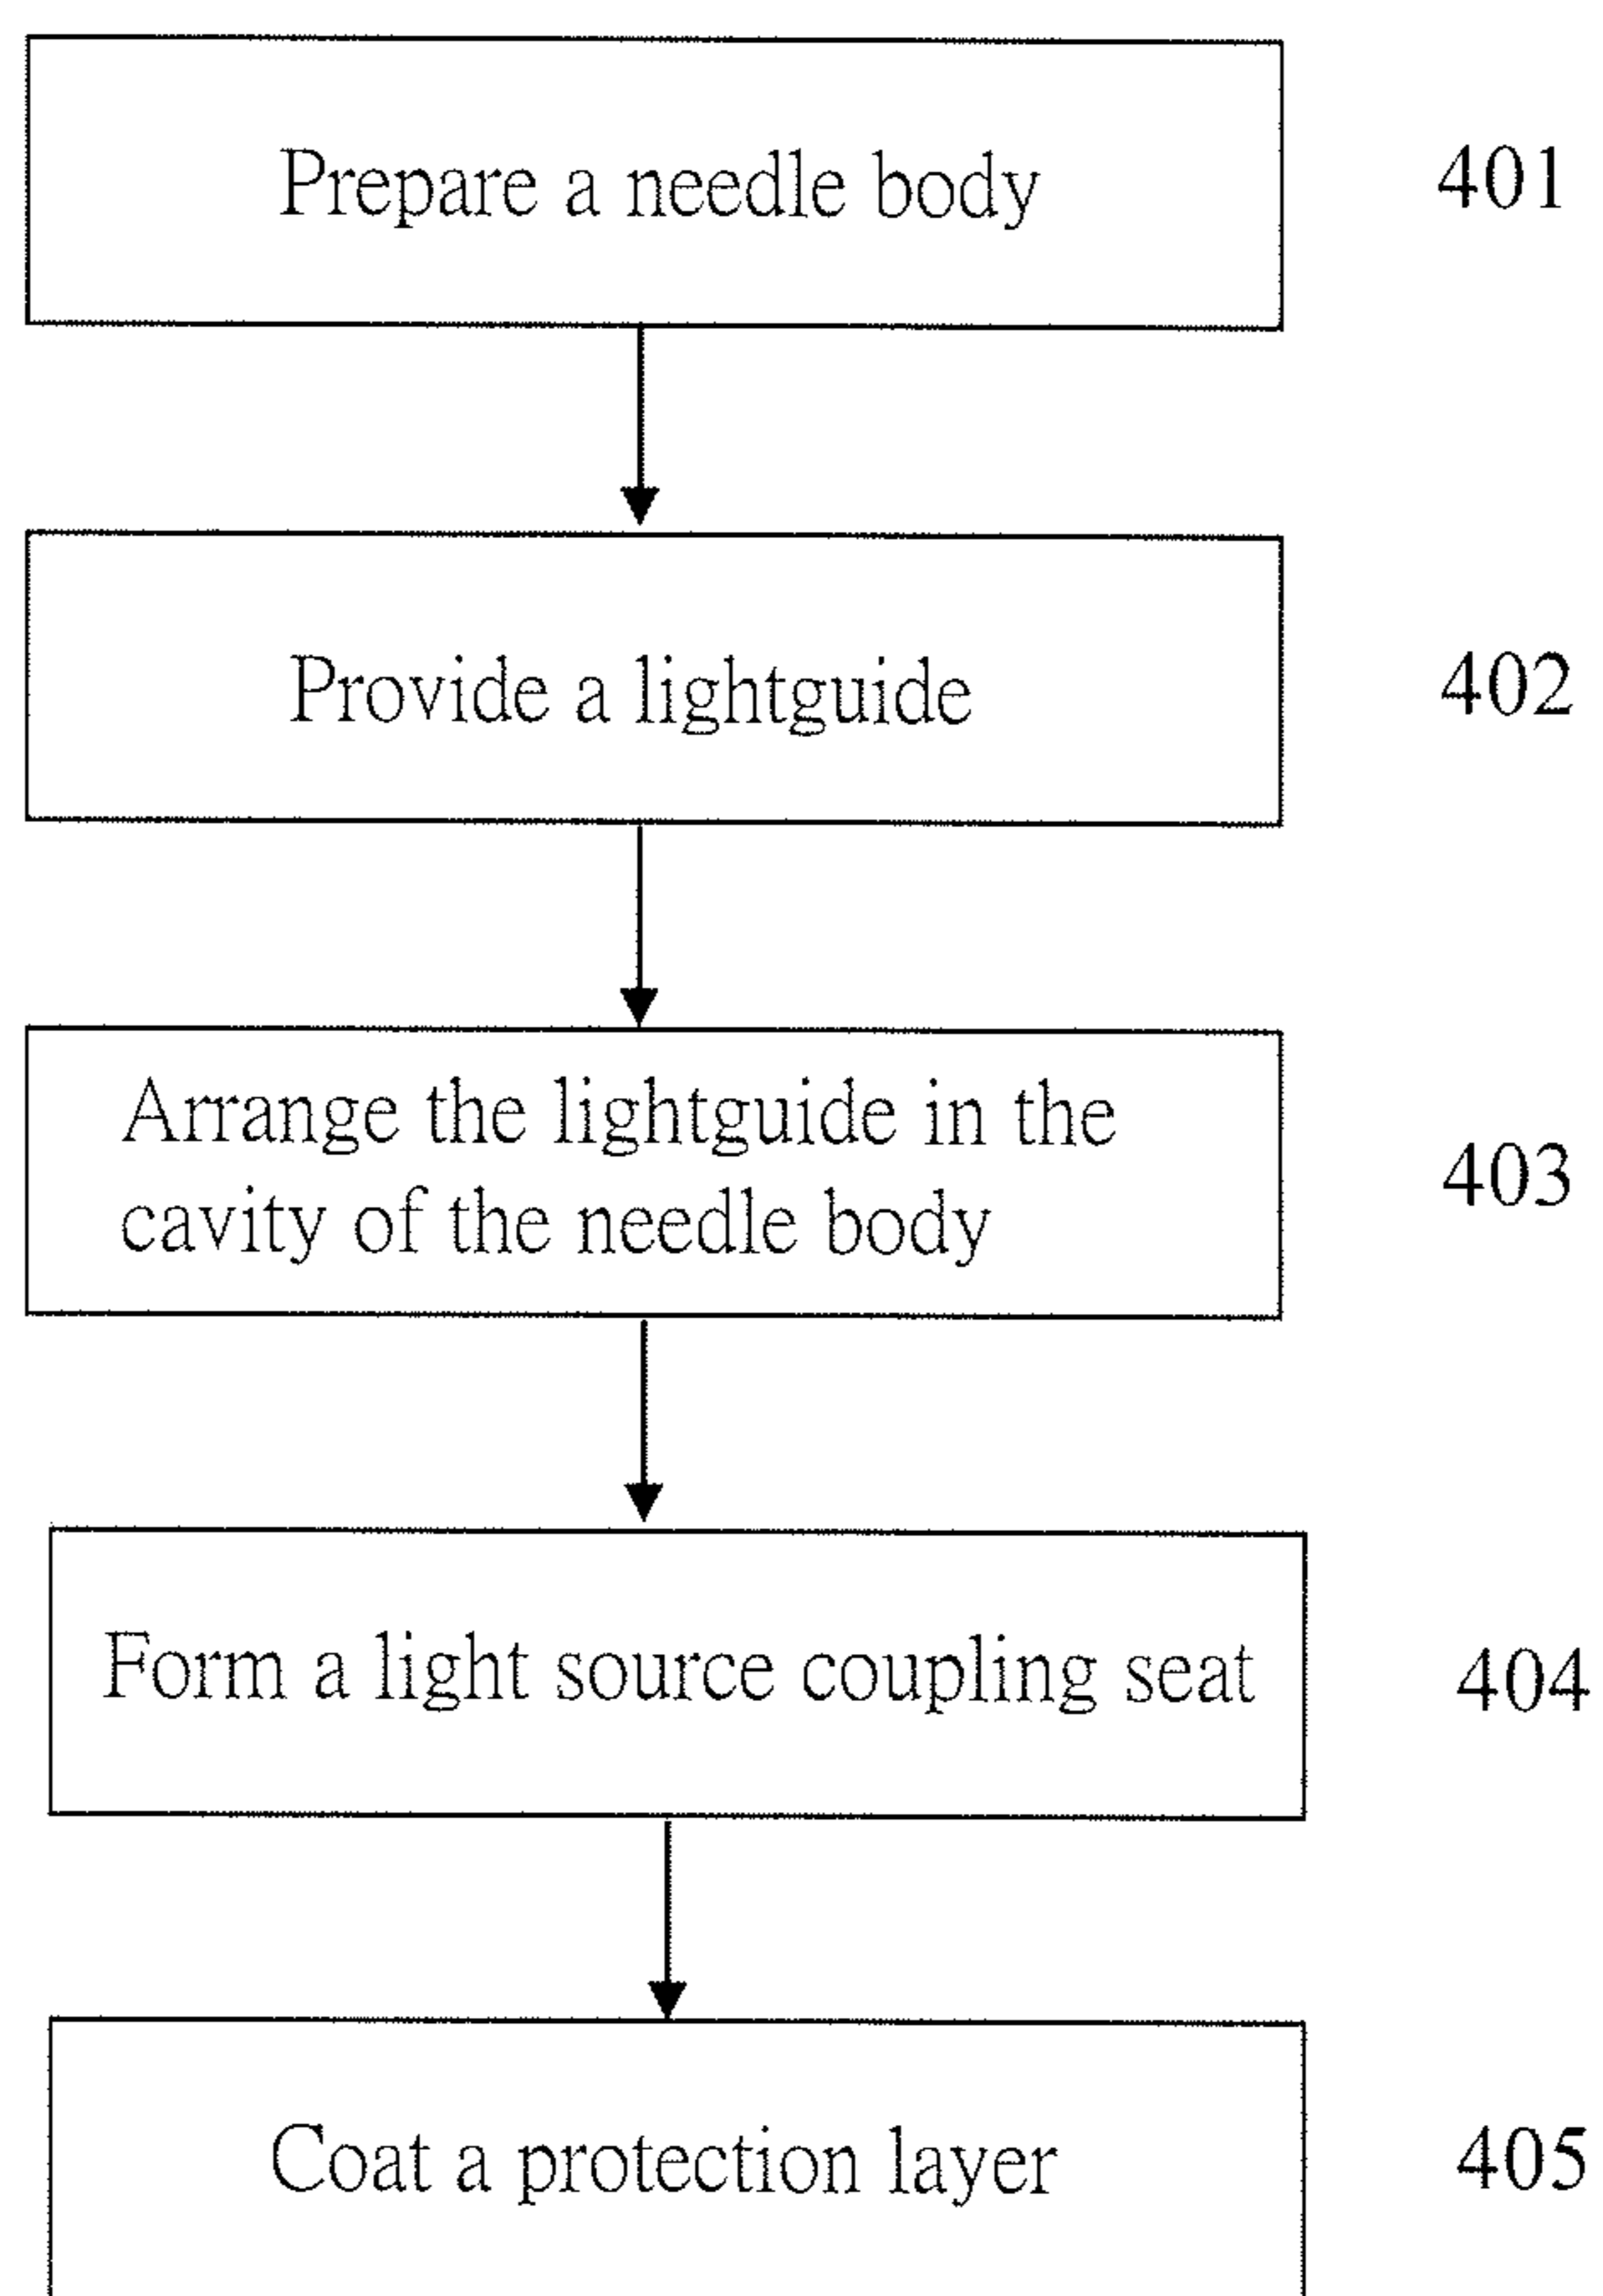 Prepare a needle body 401
Provide a lightguide 402
Arrange the lightguide in the
cavity of the needle body
403
Form a light source coupling seat 404
Coat a protection layer 405